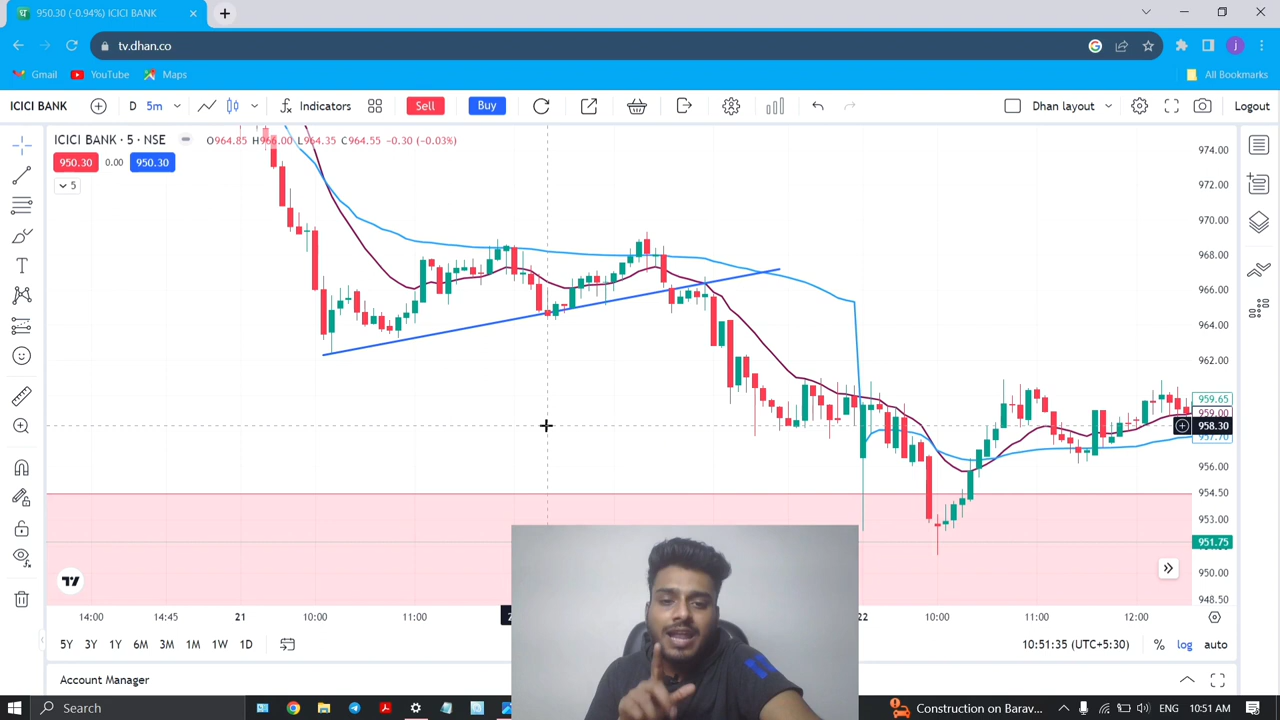 950.30 (-0.94%) ICICI BANK
tv.dhan.co
j
Gmail YouTube Maps All Bookmarks
ICICI BANK D 5m Indicators Sell Buy Dhan layout Logout
ICICI BANK · 5 · NSE O964.85 H966.00 L964.35 C964.55 -0.30 (-0.03%)
950.30 0.00 950.30
5
974.00
972.00
970.00
968.00
966.00
964.00
962.00
959.65
959.00
958.30
957.70
956.00
954.50
953.00
951.75
950.00
948.50
14:00 14:45 21 10:00 11:00 22 10:00 11:00 12:00
5Y 3Y 1Y 6M 3M 1M 1W 1D 10:51:35 (UTC+5:30) % log auto
Account Manager
Search Construction on Barav... ENG 10:51 AM